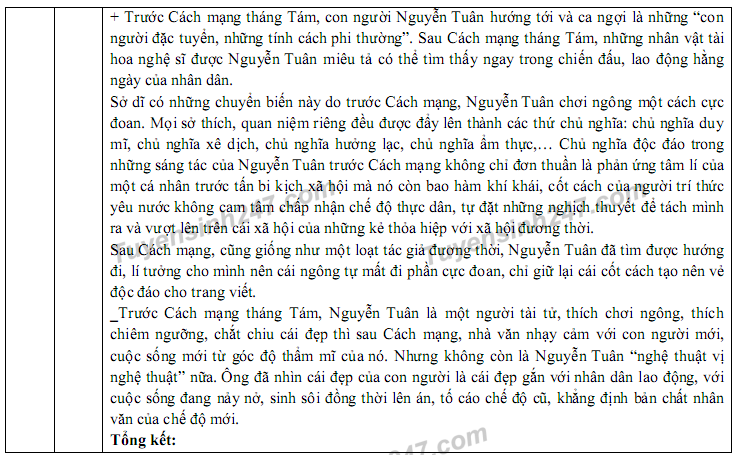 + Trước Cách mạng tháng Tám, con người Nguyễn Tuân hướng tới và ca ngợi là những “con
người đặc tuyển, những tính cách phi thường”. Sau Cách mạng tháng Tám, những nhân vật tài
hoa nghệ sĩ được Nguyễn Tuân miêu tả có thể tìm thấy ngay trong chiến đấu, lao động hằng
ngày của nhân dân.
Sở dĩ có những chuyển biến này do trước Cách mạng, Nguyễn Tuân chơi ngông một cách cực
đoan. Mọi sở thích, quan niệm riêng đều được đẩy lên thành các thứ chủ nghĩa: chủ nghĩa duy
mĩ, chủ nghĩa xê dịch, chủ nghĩa hưởng lạc, chủ nghĩa ẩm thực,… Chủ nghĩa độc đáo trong
những sáng tác của Nguyễn Tuân trước Cách mạng không chỉ đơn thuần là phản ứng tâm lí của
một cá nhân trước tấn bi kịch xã hội mà nó còn bao hàm khí khái, cốt cách của người trí thức
yêu nước không cam tâm chấp nhận chế độ thực dân, tự đặt những nghịch thuyết để tách mình
ra và vượt lên trên cái xã hội của những kẻ thỏa hiệp với xã hội đương thời.
Sau Cách mạng, cũng giống như một loạt tác giả đương thời, Nguyễn Tuân đã tìm được hướng
đi, lí tưởng cho mình nên cái ngông tự mất đi phần cực đoan, chỉ giữ lại cái cốt cách tạo nên vẻ
độc đáo cho trang viết.
_Trước Cách mạng tháng Tám, Nguyễn Tuân là một người tài tử, thích chơi ngông, thích
chiêm ngưỡng, chắt chiu cái đẹp thì sau Cách mạng, nhà văn nhạy cảm với con người mới,
cuộc sống mới từ góc độ thẩm mĩ của nó. Nhưng không còn là Nguyễn Tuân “nghệ thuật vị
nghệ thuật” nữa. Ông đã nhìn cái đẹp của con người là cái đẹp gắn với nhân dân lao động, với
cuộc sống đang nảy nở, sinh sôi đồng thời lên án, tố cáo chế độ cũ, khẳng định bản chất nhân
văn của chế độ mới.
Tổng kết:
Tuyensinh247.com
Tuyensinh247.com
247.com